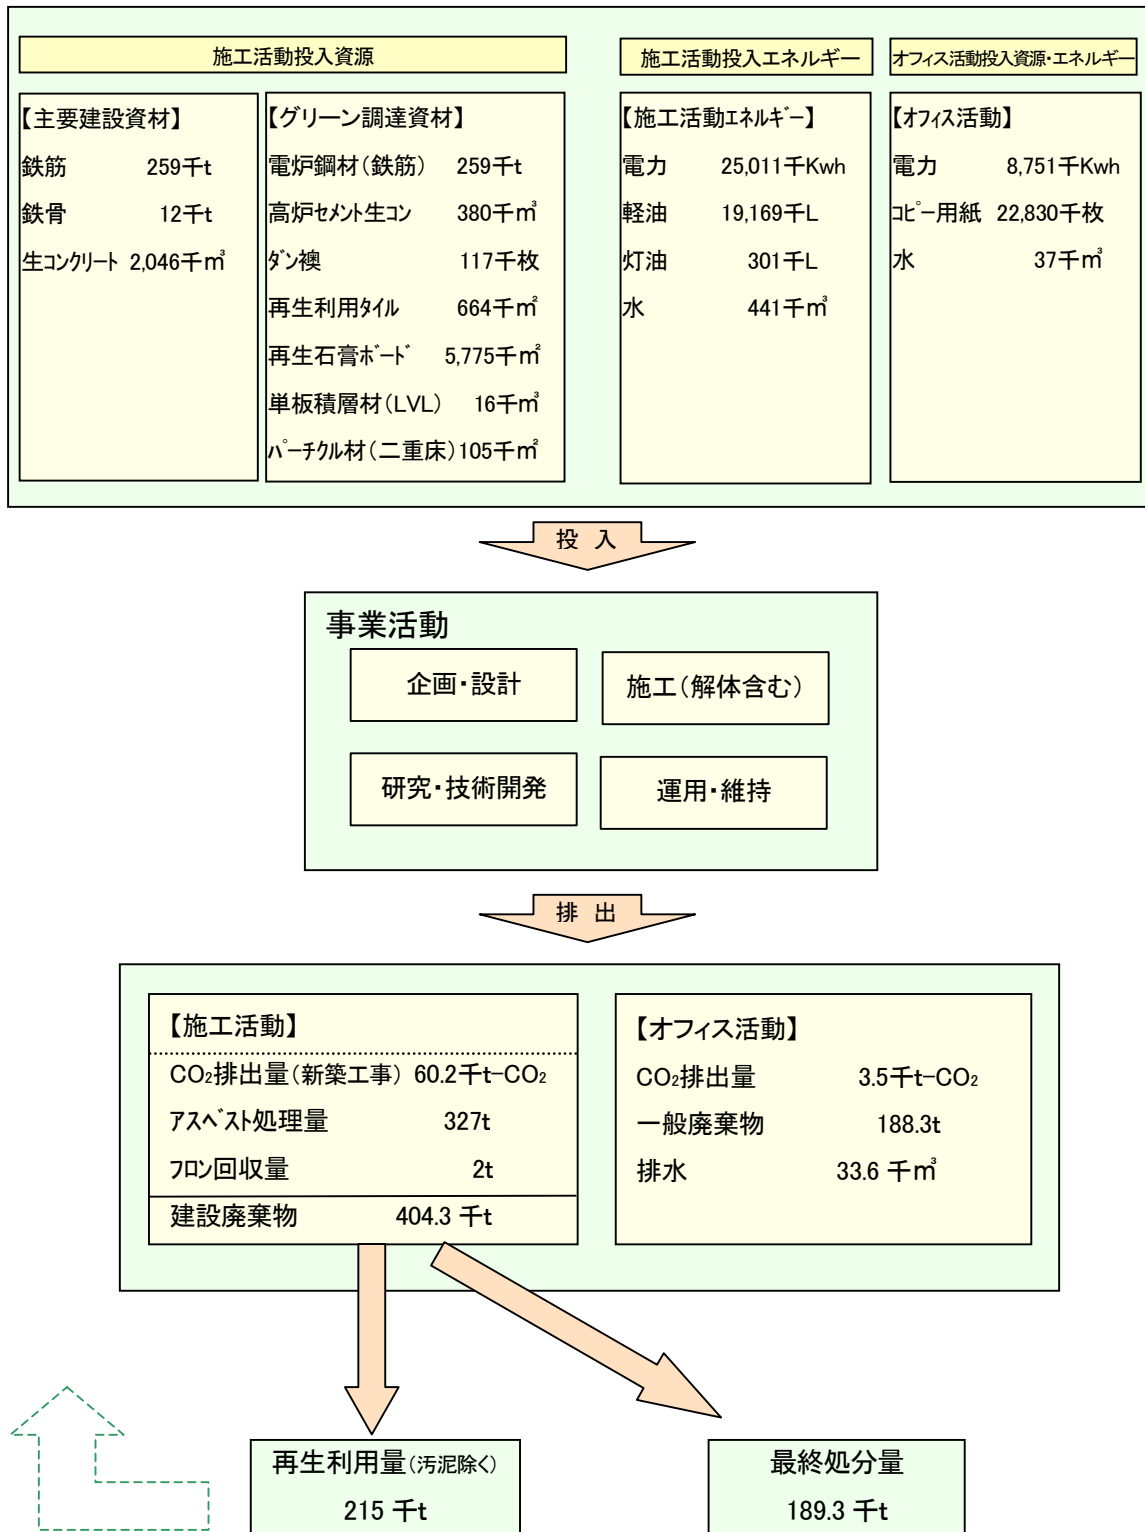 施工活動投入資源
【主要建設資材】
鉄筋 259千t
鉄骨 12千t
生コンクリート 2,046千㎥
【グリーン調達資材】
電炉鋼材(鉄筋) 259千t
高炉セメント生コン 380千㎥
ダン襖 117千枚
再生利用タイル 664千㎡
再生石膏ボード 5,775千㎡
単板積層材(LVL) 16千㎥
パーチクル材(二重床)105千㎡
施工活動投入エネルギー
【施工活動エネルギー】
電力 25,011千Kwh
軽油 19,169千L
灯油 301千L
水 441千㎥
オフィス活動投入資源・エネルギー
【オフィス活動】
電力 8,751千Kwh
コピー用紙 22,830千枚
水 37千㎥
投 入
事業活動
企画・設計
施工(解体含む)
研究・技術開発
運用・維持
排 出
【施工活動】
CO₂排出量(新築工事) 60.2千t-CO₂
アスベスト処理量 327t
フロン回収量 2t
建設廃棄物 404.3 千t
【オフィス活動】
CO₂排出量 3.5千t-CO₂
一般廃棄物 188.3t
排水 33.6 千㎥
再生利用量(汚泥除く)
215 千t
最終処分量
189.3 千t